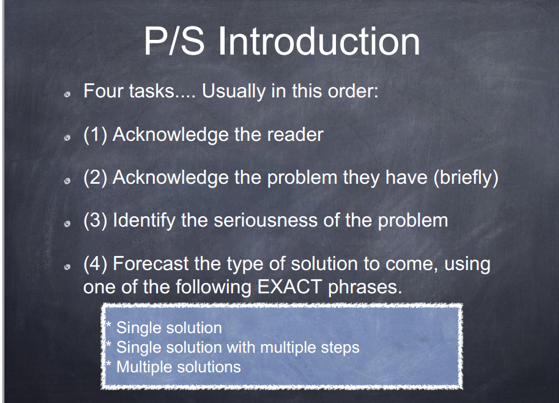 P/S Introduction
Four tasks.... Usually in this order:
(1) Acknowledge the reader
(2) Acknowledge the problem they have (briefly)
(3) Identify the seriousness of the problem
(4) Forecast the type of solution to come, using
one of the following EXACT phrases.
* Single solution
* Single solution with multiple steps
* Multiple solutions